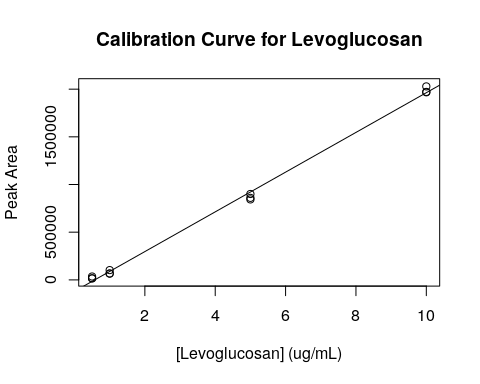 Calibration Curve for Levoglucosan
Peak Area
1500000
500000
0
2 4 6 8 10
[Levoglucosan] (ug/mL)